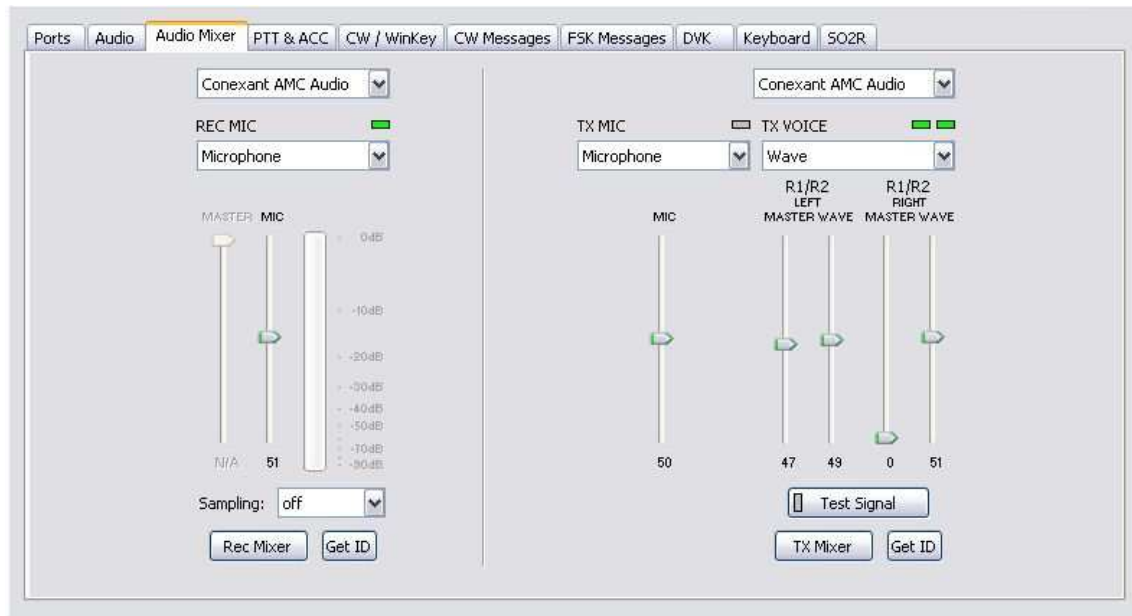 Ports Audio Audio Mixer PTT & ACC CW / WinKey CW Messages FSK Messages DVK Keyboard SO2R
Conexant AMC Audio Conexant AMC Audio
REC MIC TX MIC TX VOICE
Microphone Microphone Wave
R1/R2 R1/R2
LEFT RIGHT
MASTER MIC MIC MASTER WAVE MASTER WAVE
0dB
-10dB
-20dB
-30dB
-40dB
-50dB
-70dB
-90dB
N/A 51 50 47 49 0 51
Sampling: off Test Signal
Rec Mixer Get ID TX Mixer Get ID